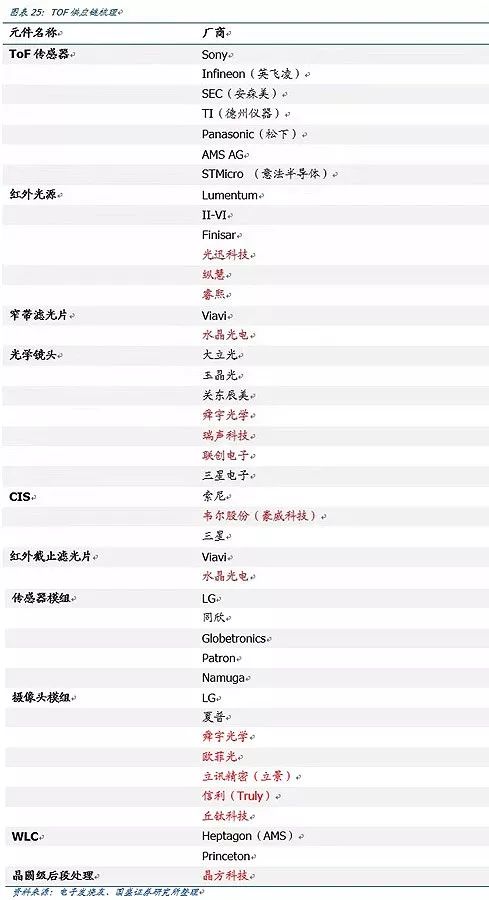 图表 25：TOF 供应链梳理
元件名称 厂商
ToF 传感器 Sony
Infineon（英飞凌）
SEC（安森美）
TI（德州仪器）
Panasonic（松下）
AMS AG
STMicro （意法半导体）
红外光源 Lumentum
II-VI
Finisar
光迅科技
纵慧
睿熙
窄带滤光片 Viavi
水晶光电
光学镜头 大立光
玉晶光
关东辰美
舜宇光学
瑞声科技
联创电子
三星电子
CIS 索尼
韦尔股份（豪威科技）
三星
红外截止滤光片 Viavi
水晶光电
传感器模组 LG
同欣
Globetronics
Patron
Namuga
摄像头模组 LG
夏普
舜宇光学
欧菲光
立讯精密（立景）
信利（Truly）
丘钛科技
WLC Heptagon（AMS）
Princeton
晶圆级后段处理 晶方科技
资料来源：电子发烧友、国盛证券研究所整理